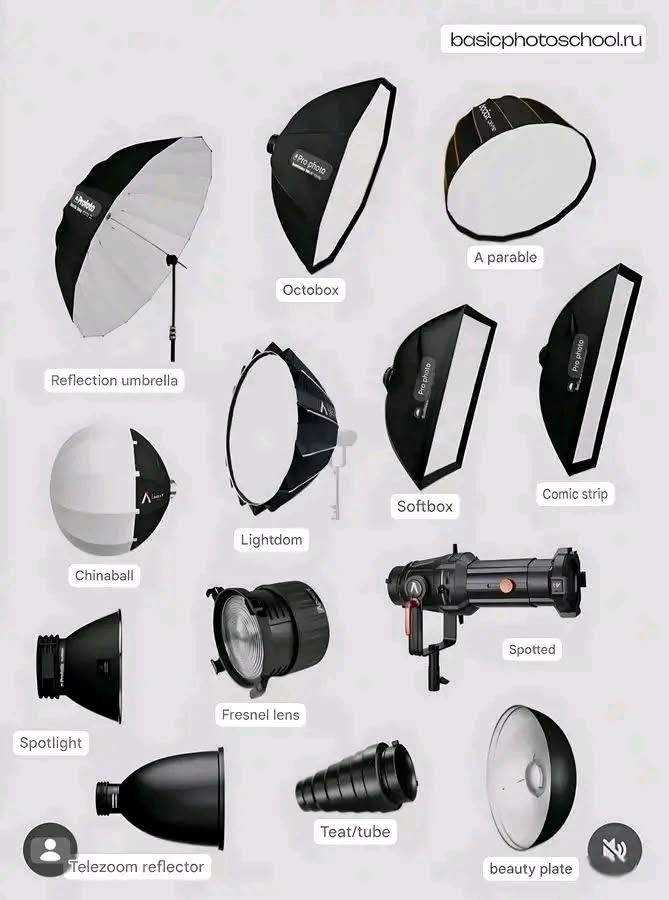 basicphotoschool.ru
Profoto
Pro photo
Octobox
A parable
Reflection umbrella
Pro photo
Softbox
Pro photo
Comic strip
Lightdom
Chinaball
Spotted
Fresnel lens
Spotlight
Teat/tube
Telezoom reflector
beauty plate